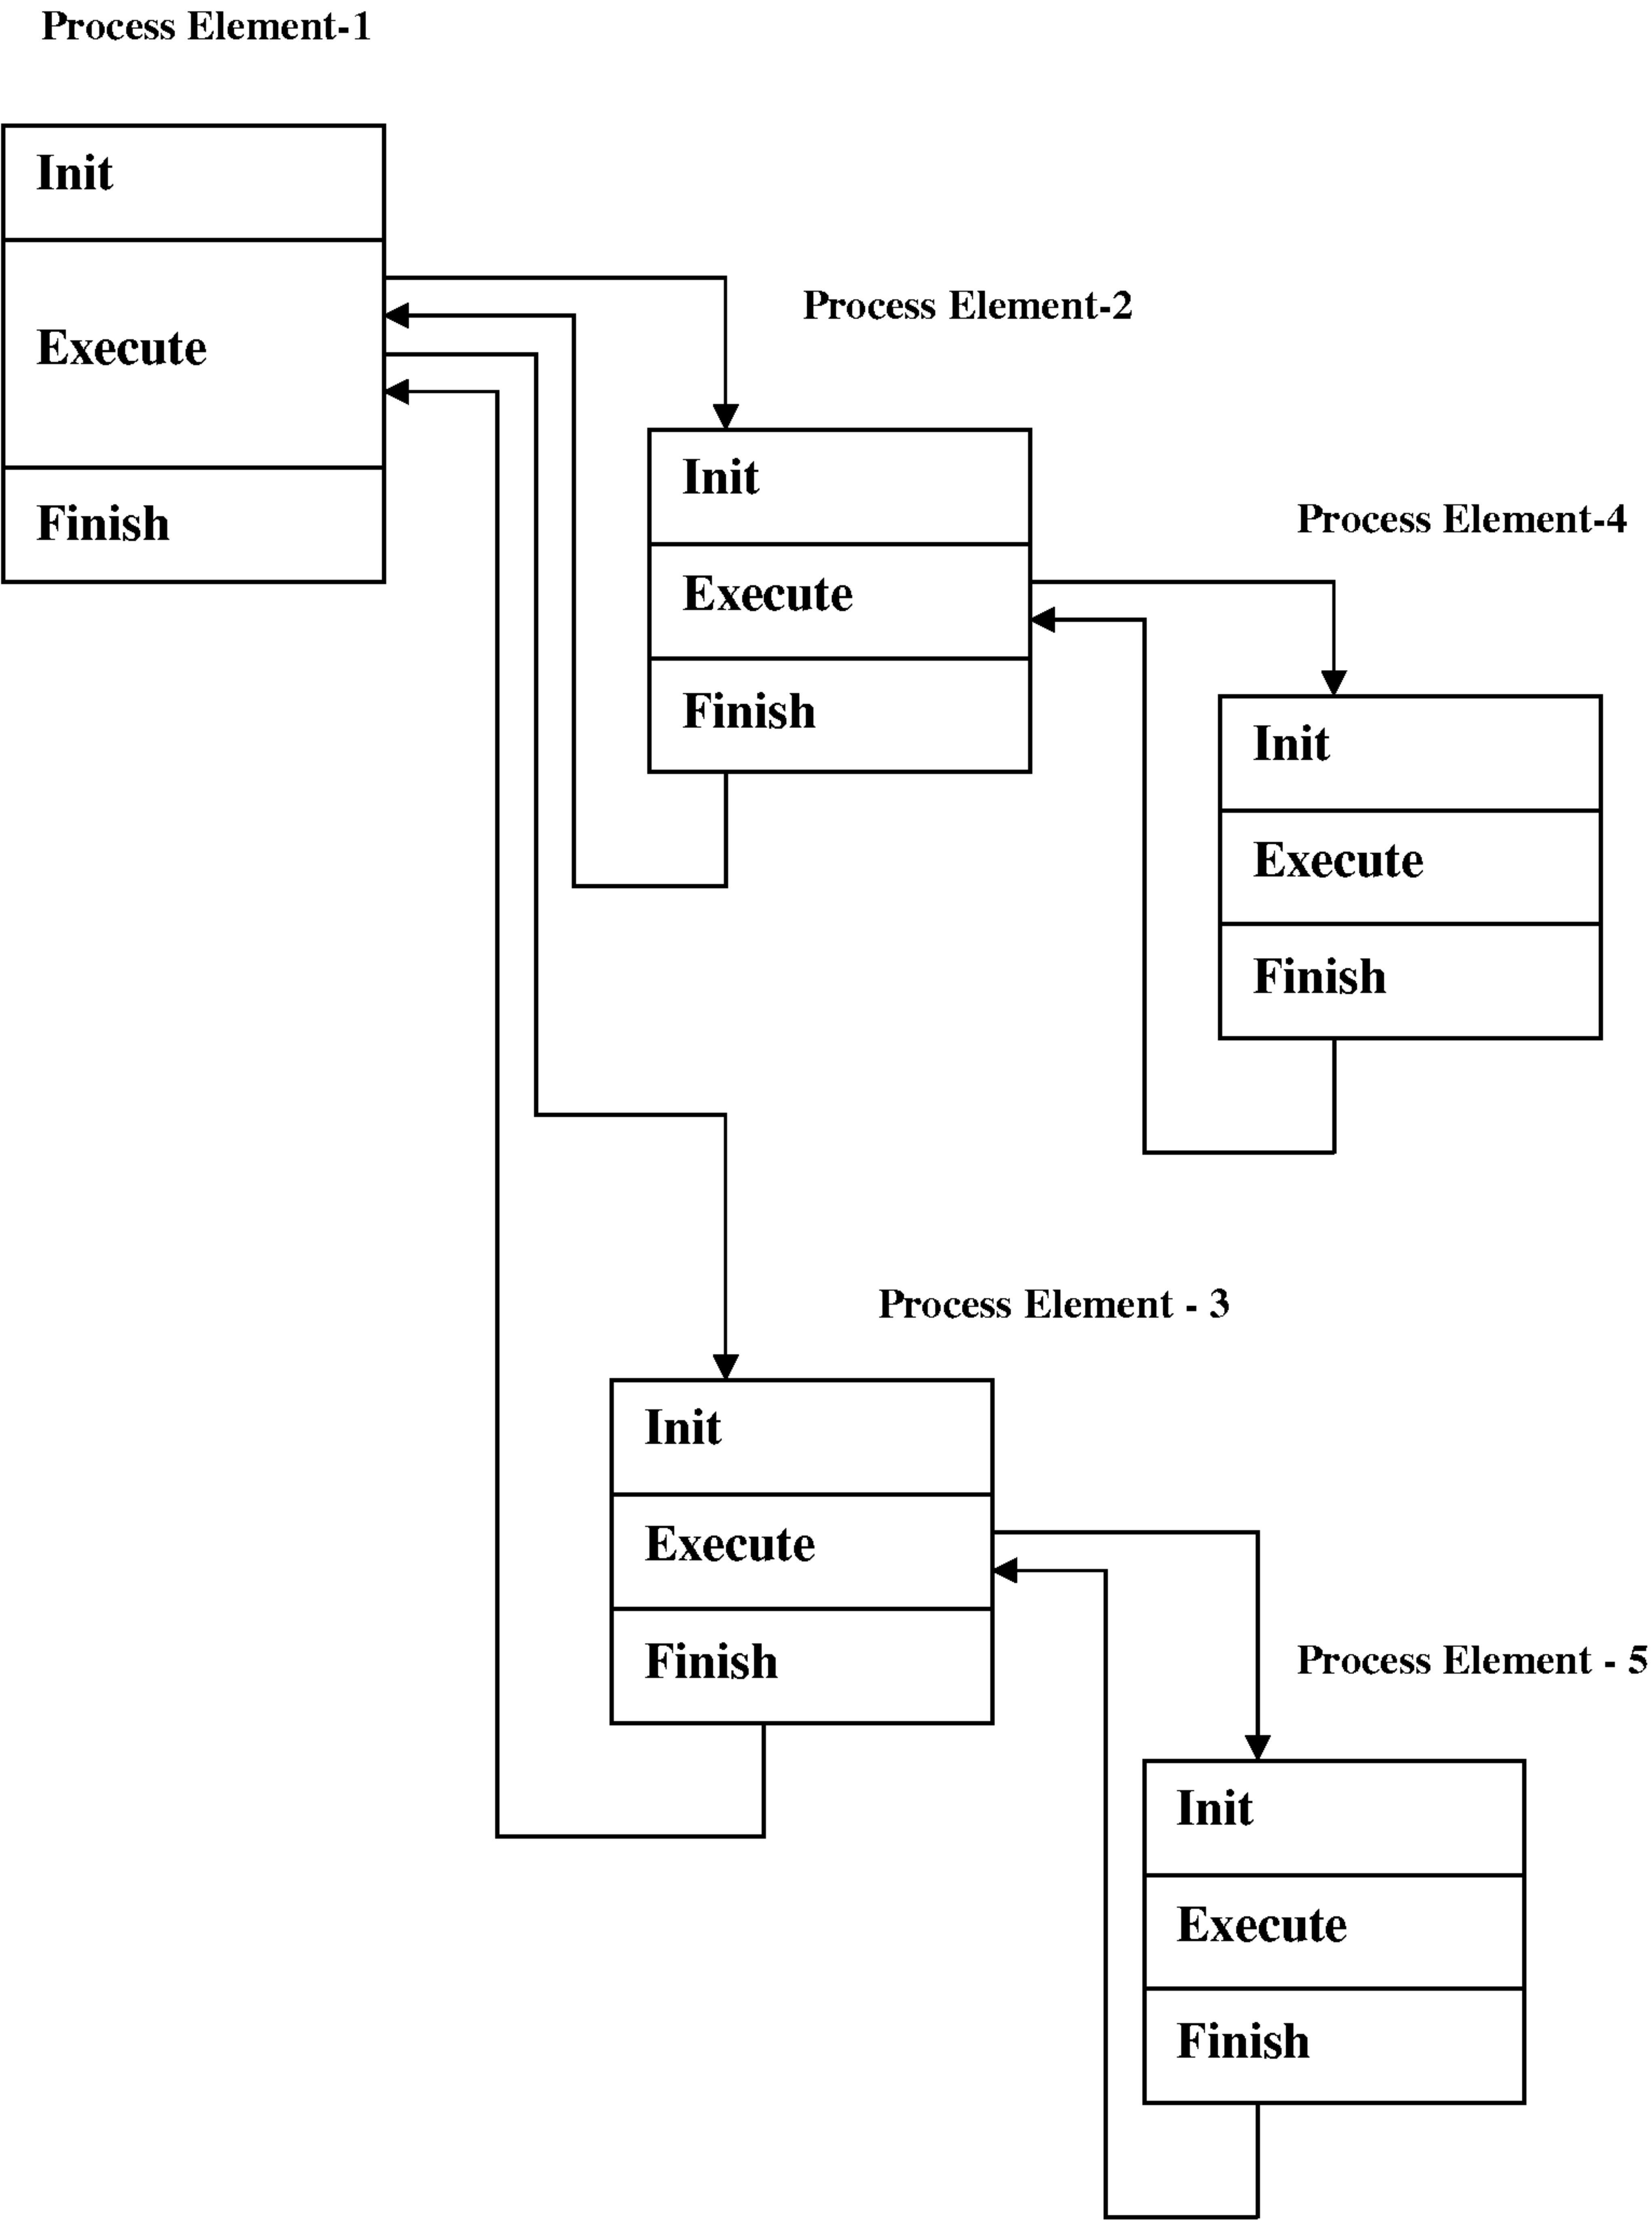 Process Element-1
Init
Execute
Finish
Process Element-2
Init
Execute
Finish
Process Element-4
Init
Execute
Finish
Process Element - 3
Init
Execute
Finish
Process Element - 5
Init
Execute
Finish